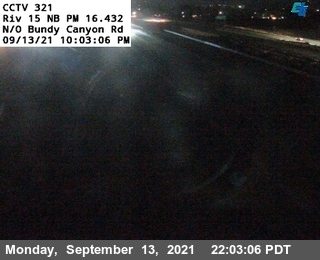 CCTV 321
Riv 15 NB PM 16.432
N/O Bundy Canyon Rd
09/13/21 10:03:06 PM
Monday, September 13, 2021 22:03:06 PDT